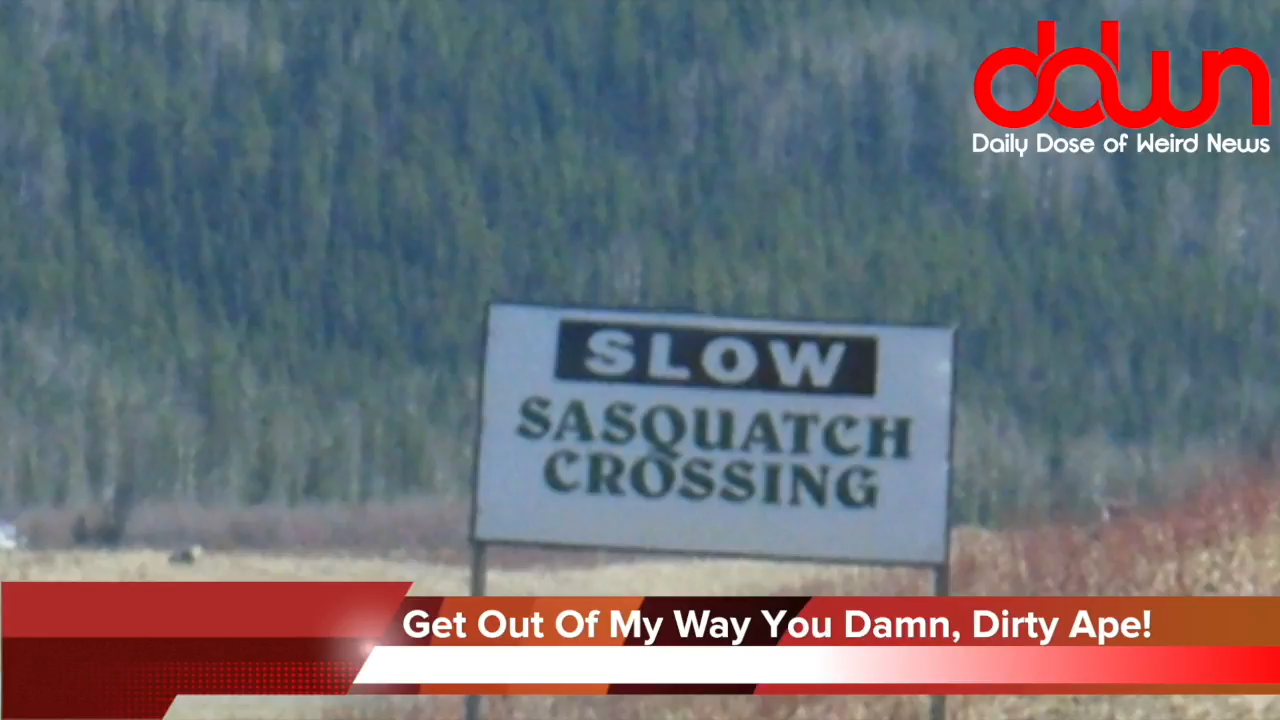 ddwn
Daily Dose of Weird News
SLOW
SASQUATCH
CROSSING
Get Out Of My Way You Damn, Dirty Ape!